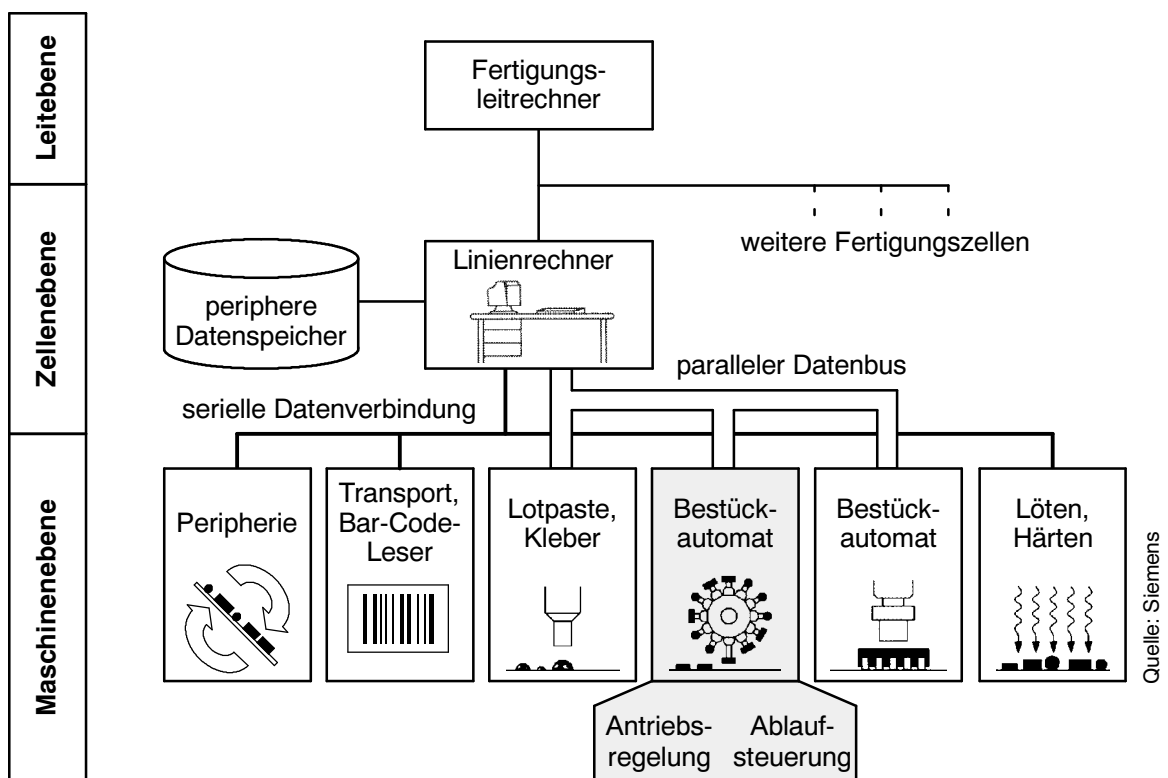 Leitebene
Fertigungs-
leitrechner
Zellenebene
weitere Fertigungszellen
Linienrechner
periphere
Datenspeicher
paralleler Datenbus
serielle Datenverbindung
Maschinenebene
Peripherie
Transport,
Bar-Code-
Leser
Lotpaste,
Kleber
Bestück-
automat
Bestück-
automat
Löten,
Härten
Antriebs-
regelung
Ablauf-
steuerung
Quelle: Siemens